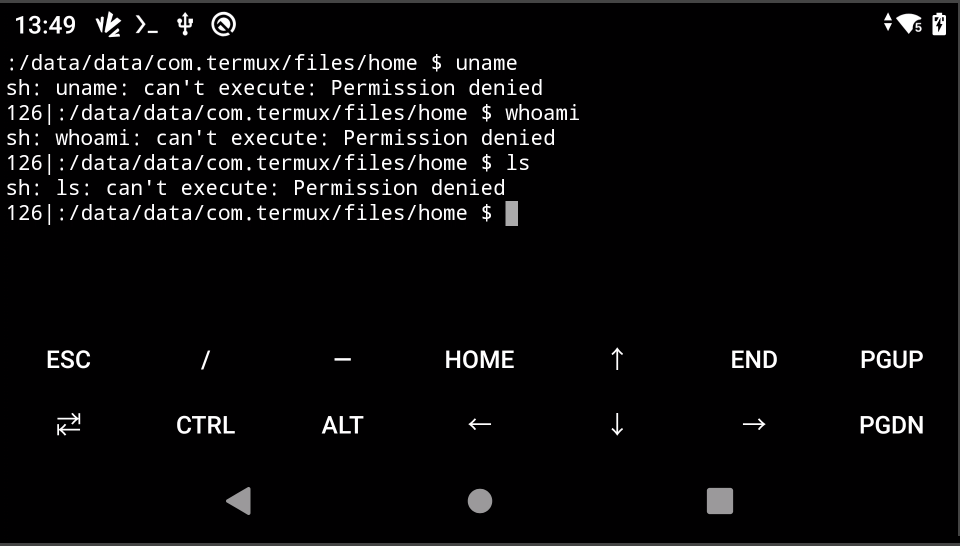 13:49
5
:/data/data/com.termux/files/home $ uname
sh: uname: can't execute: Permission denied
126|:/data/data/com.termux/files/home $ whoami
sh: whoami: can't execute: Permission denied
126|:/data/data/com.termux/files/home $ ls
sh: ls: can't execute: Permission denied
126|:/data/data/com.termux/files/home $
ESC / — HOME ↑ END PGUP
⇄ CTRL ALT ← ↓ → PGDN